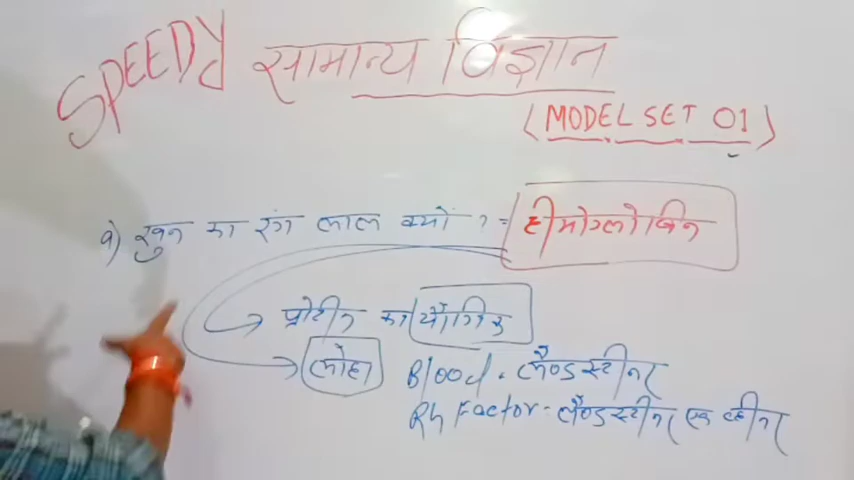 SPEEDY सामान्य विज्ञान
(MODEL SET 01)
a) खुन का रंग लाल क्यों ? = हीमोग्लोबिन
प्रोटीन का यौगिक
लोहा
Blood - लैण्डस्टीनर
Rh Factor - लैण्डस्टीनर एवं वीनर